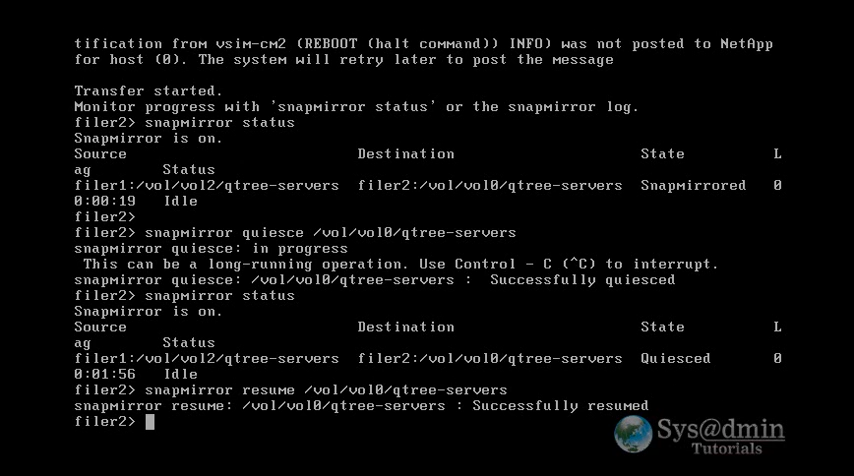 tification from vsim-cm2 (REBOOT (halt command)) INFO) was not posted to NetApp
for host (0). The system will retry later to post the message
Transfer started.
Monitor progress with 'snapmirror status' or the snapmirror log.
filer2> snapmirror status
Snapmirror is on.
Source Destination State L
ag Status
filer1:/vol/vol2/qtree-servers filer2:/vol/vol0/qtree-servers Snapmirrored 0
0:00:19 Idle
filer2>
filer2> snapmirror quiesce /vol/vol0/qtree-servers
snapmirror quiesce: in progress
This can be a long-running operation. Use Control - C (^C) to interrupt.
snapmirror quiesce: /vol/vol0/qtree-servers : Successfully quiesced
filer2> snapmirror status
Snapmirror is on.
Source Destination State L
ag Status
filer1:/vol/vol2/qtree-servers filer2:/vol/vol0/qtree-servers Quiesced 0
0:01:56 Idle
filer2> snapmirror resume /vol/vol0/qtree-servers
snapmirror resume: /vol/vol0/qtree-servers : Successfully resumed
filer2>
Sys@dmin
Tutorials